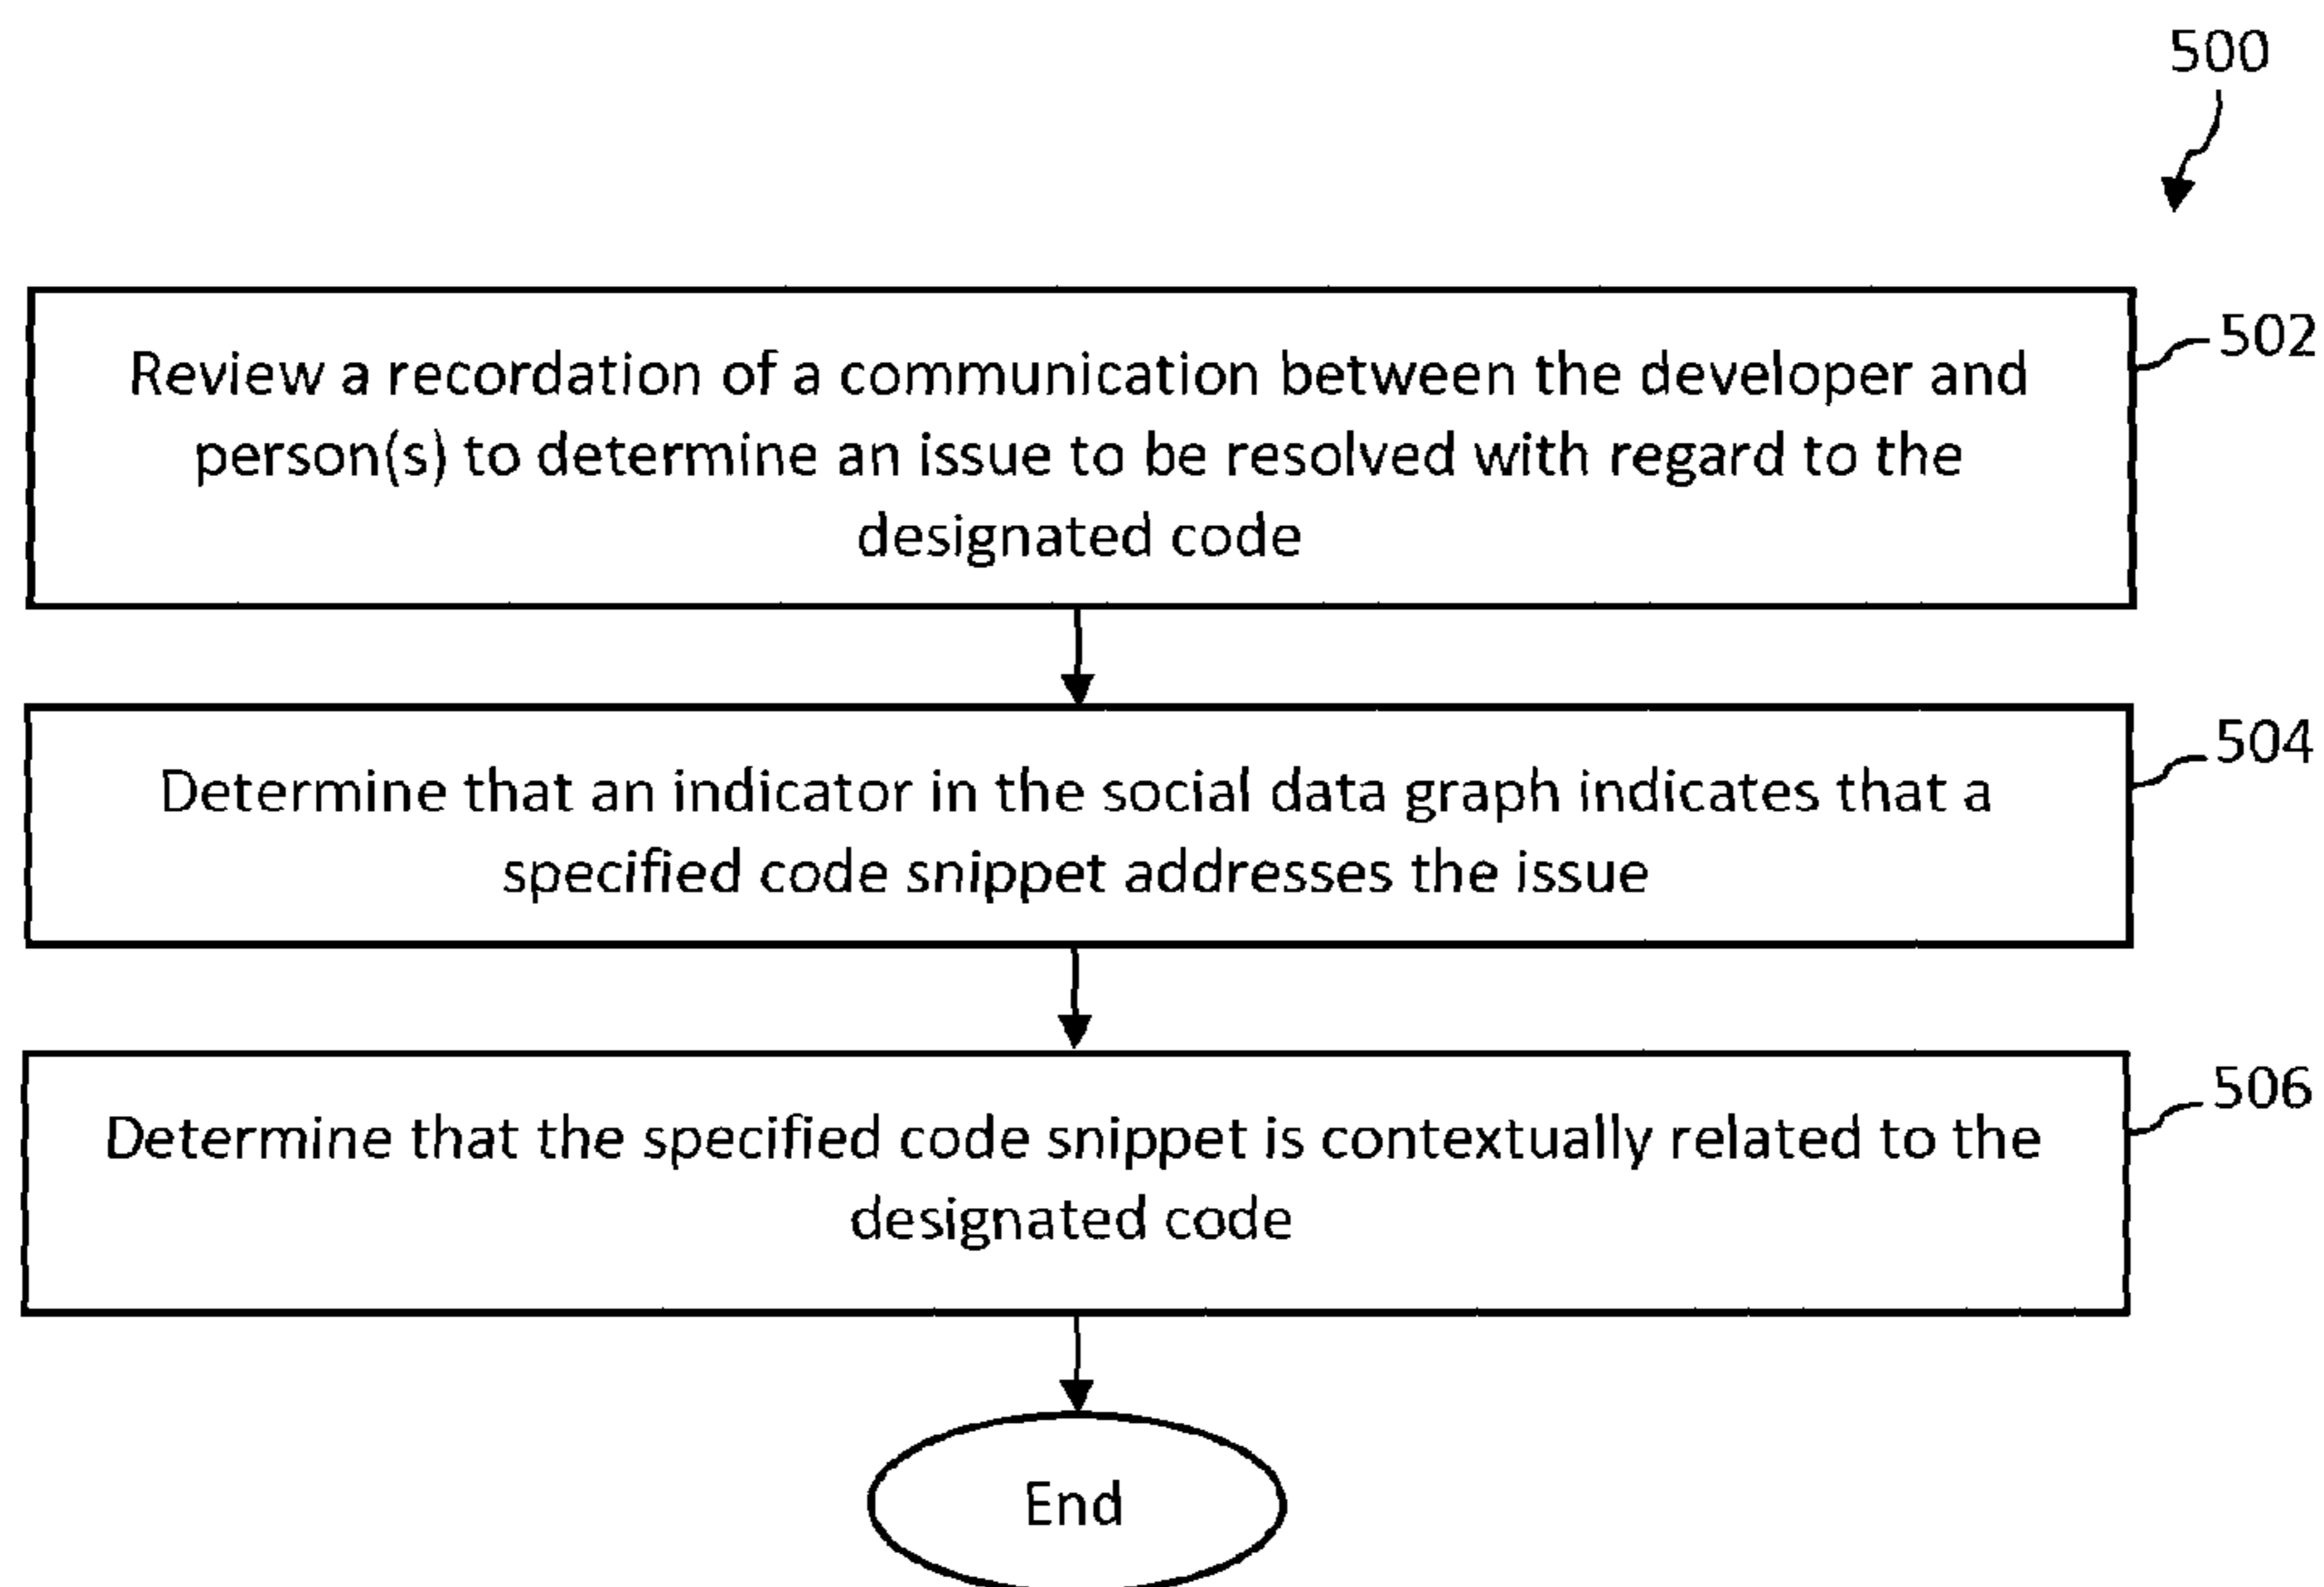 500
502
Review a recordation of a communication between the developer and
person(s) to determine an issue to be resolved with regard to the
designated code
504
Determine that an indicator in the social data graph indicates that a
specified code snippet addresses the issue
506
Determine that the specified code snippet is contextually related to the
designated code
End